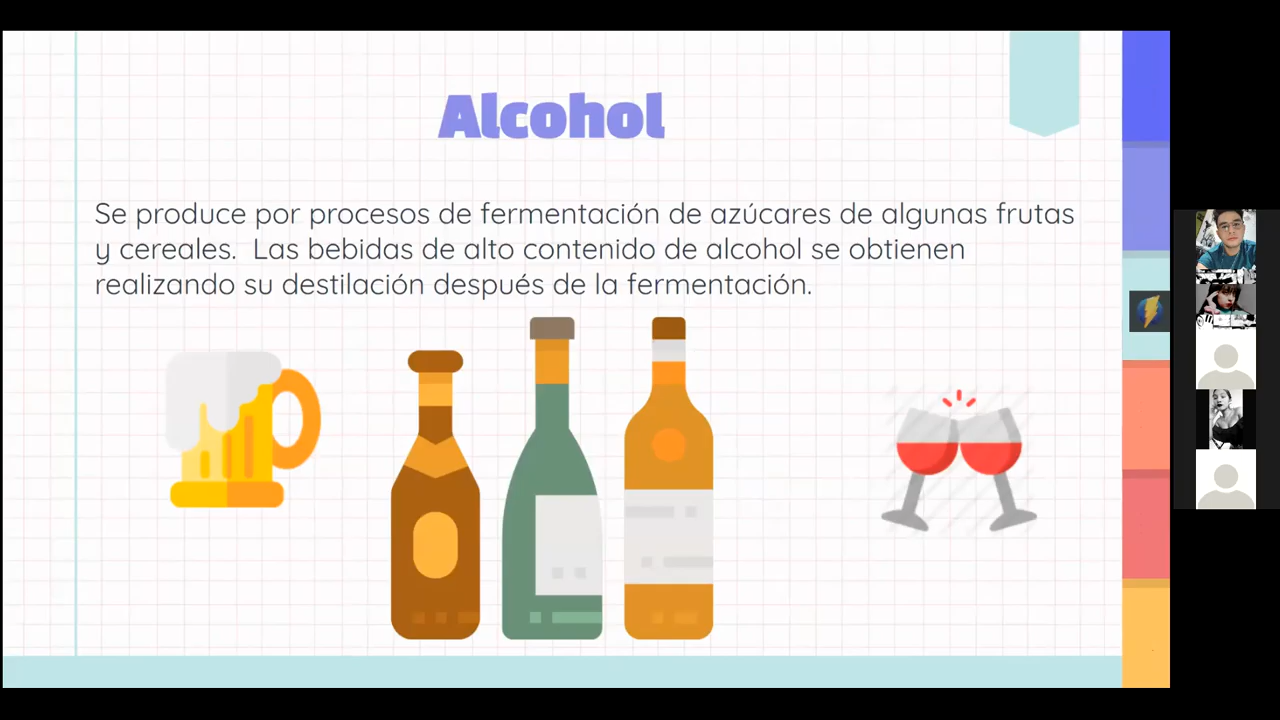 Alcohol
Se produce por procesos de fermentación de azúcares de algunas frutas
y cereales.  Las bebidas de alto contenido de alcohol se obtienen
realizando su destilación después de la fermentación.